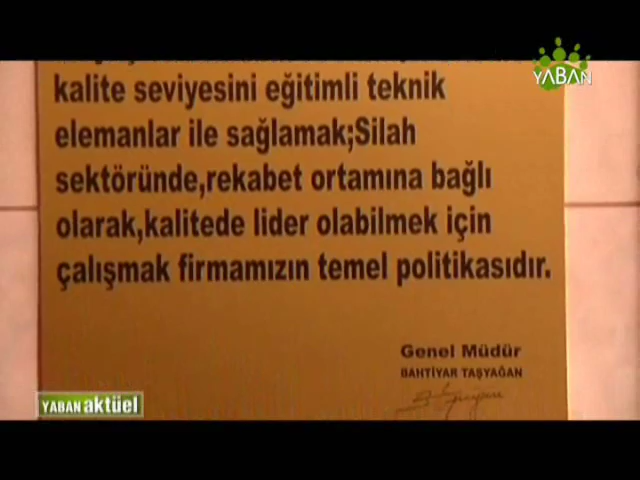 YABAN
kalite seviyesini eğitimli teknik
elemanlar ile sağlamak;Silah
sektöründe,rekabet ortamına bağlı
olarak,kalitede lider olabilmek için
çalışmak firmamızın temel politikasıdır.
Genel Müdür
BAHTİYAR TAŞYAĞAN
YABAN aktüel